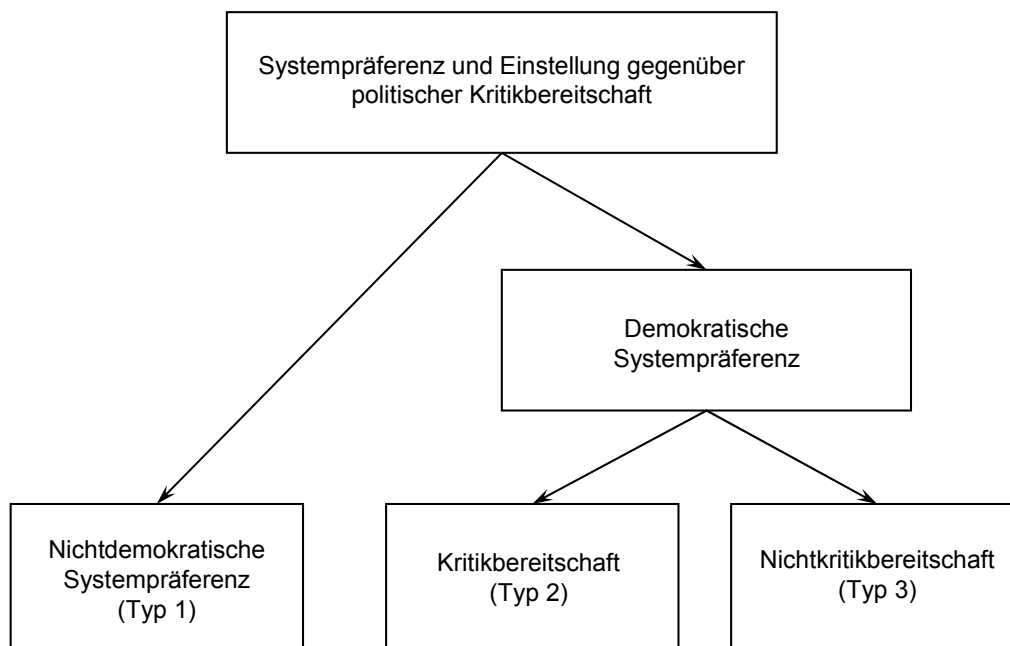 Systempräferenz und Einstellung gegenüber
politischer Kritikbereitschaft
Demokratische
Systempräferenz
Nichtdemokratische
Systempräferenz
(Typ 1)
Kritikbereitschaft
(Typ 2)
Nichtkritikbereitschaft
(Typ 3)